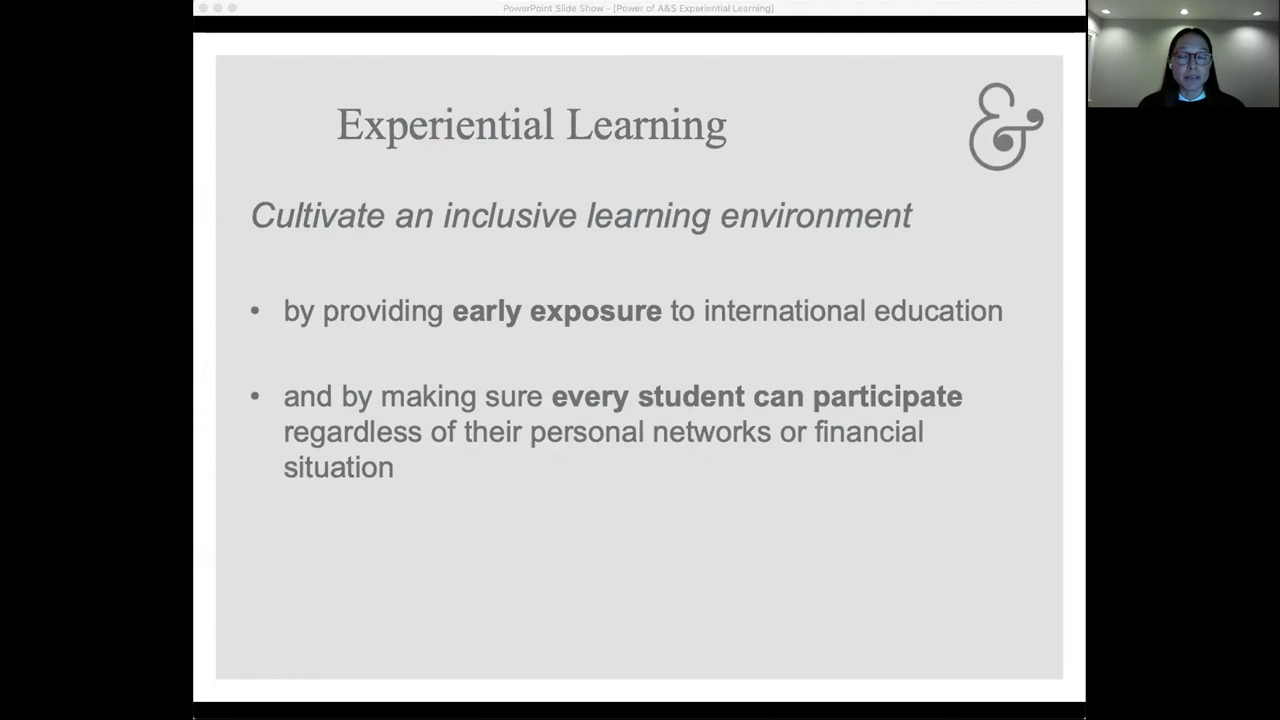 PowerPoint Slide Show - [Power of A&S Experiential Learning]
Experiential Learning
&
Cultivate an inclusive learning environment
• by providing early exposure to international education
• and by making sure every student can participate
regardless of their personal networks or financial
situation